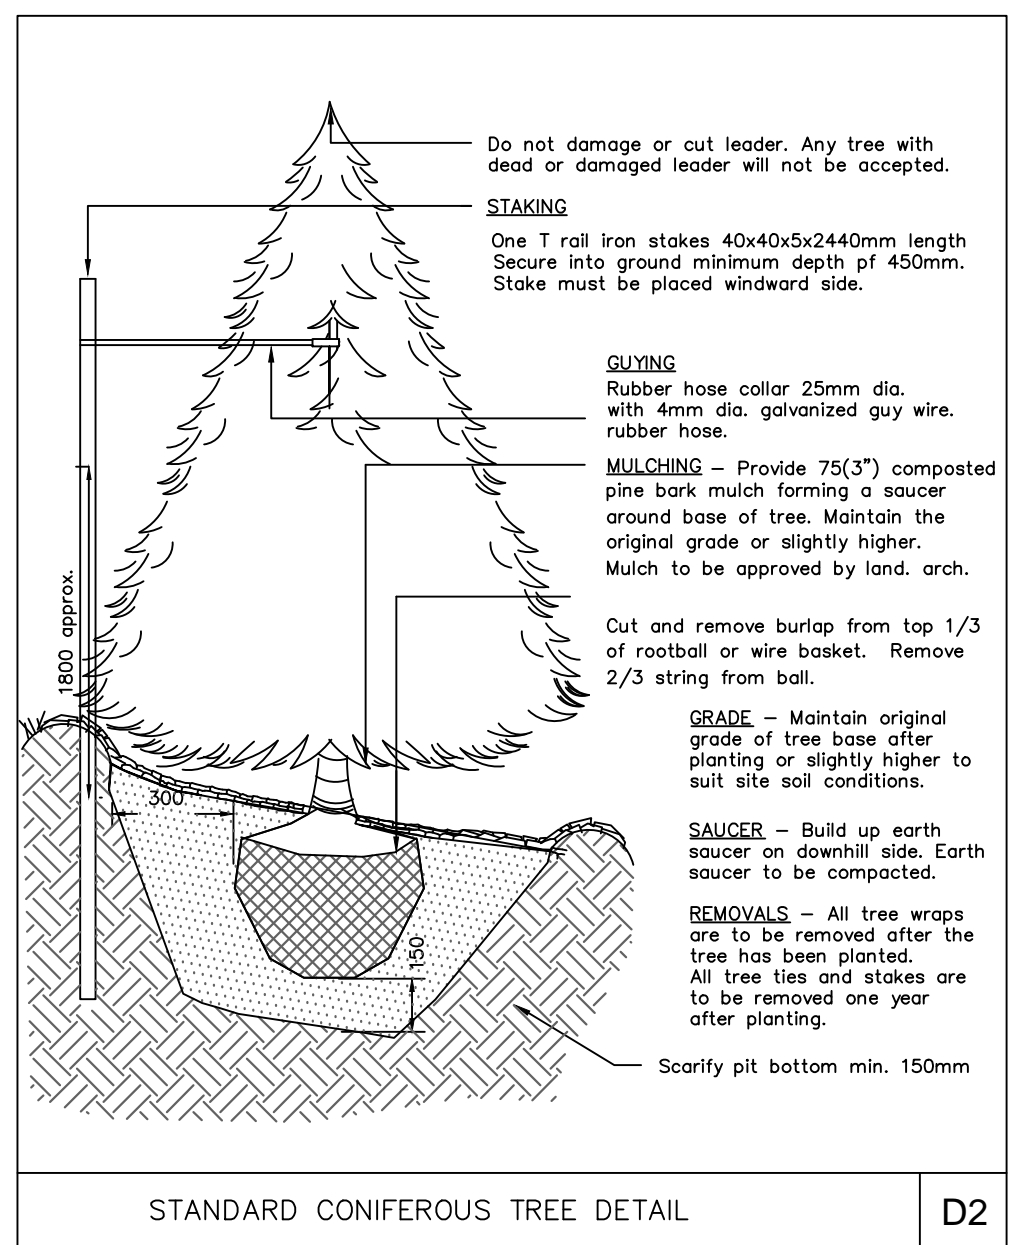 Do not damage or cut leader. Any tree with
dead or damaged leader will not be accepted.
STAKING
One T rail iron stakes 40x40x5x2440mm length
Secure into ground minimum depth pf 450mm.
Stake must be placed windward side.
GUYING
Rubber hose collar 25mm dia.
with 4mm dia. galvanized guy wire.
rubber hose.
MULCHING – Provide 75(3") composted
pine bark mulch forming a saucer
around base of tree. Maintain the
original grade or slightly higher.
Mulch to be approved by land. arch.
1800 approx.
Cut and remove burlap from top 1/3
of rootball or wire basket. Remove
2/3 string from ball.
GRADE – Maintain original
grade of tree base after
planting or slightly higher to
suit site soil conditions.
300
SAUCER – Build up earth
saucer on downhill side. Earth
saucer to be compacted.
REMOVALS – All tree wraps
are to be removed after the
tree has been planted.
All tree ties and stakes are
to be removed one year
after planting.
150
Scarify pit bottom min. 150mm
STANDARD CONIFEROUS TREE DETAIL
D2